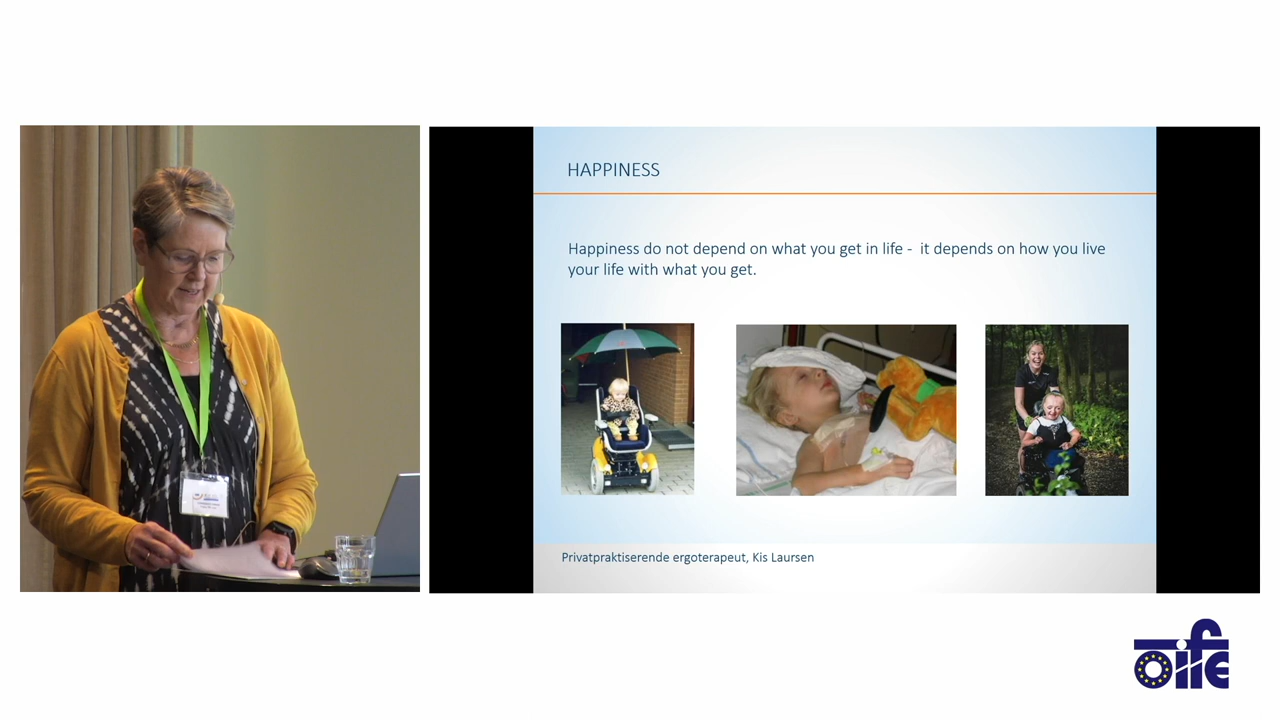 HAPPINESS
Happiness do not depend on what you get in life -  it depends on how you live
your life with what you get.
Privatpraktiserende ergoterapeut, Kis Laursen
oife